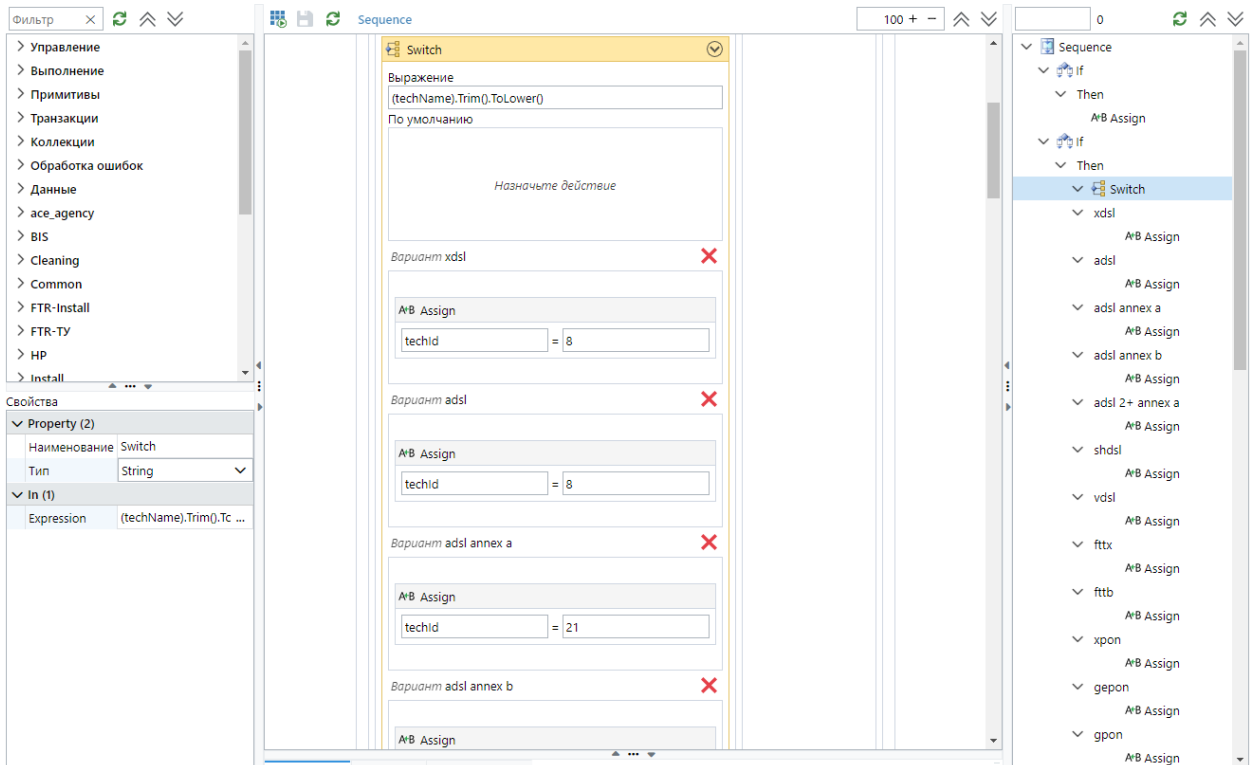 Фильтр
Управление
Выполнение
Примитивы
Транзакции
Коллекции
Обработка ошибок
Данные
ace_agency
BIS
Cleaning
Common
FTR-Install
FTR-ТУ
HP
Install
Свойства
Property (2)
Наименование Switch
Тип String
In (1)
Expression (techName).Trim().Tc ...
Sequence
100 + −
Switch
Выражение
(techName).Trim().ToLower()
По умолчанию
Назначьте действие
Вариант xdsl
A+B Assign
techId = 8
Вариант adsl
A+B Assign
techId = 8
Вариант adsl annex a
A+B Assign
techId = 21
Вариант adsl annex b
A+B Assign
0
Sequence
If
Then
A+B Assign
If
Then
Switch
xdsl
A+B Assign
adsl
A+B Assign
adsl annex a
A+B Assign
adsl annex b
A+B Assign
adsl 2+ annex a
A+B Assign
shdsl
A+B Assign
vdsl
A+B Assign
fttx
A+B Assign
fttb
A+B Assign
xpon
A+B Assign
gepon
A+B Assign
gpon
A+B Assign